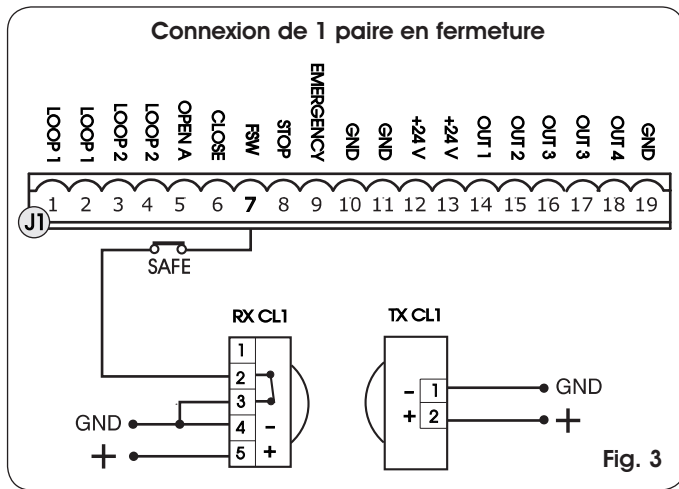 Connexion de 1 paire en fermeture
LOOP 1 LOOP 1 LOOP 2 LOOP 2 OPEN A CLOSE FSW STOP EMERGENCY GND GND +24 V +24 V OUT 1 OUT 2 OUT 3 OUT 3 OUT 4 GND
1 2 3 4 5 6 7 8 9 10 11 12 13 14 15 16 17 18 19
J1
SAFE
RX CL1
1
2
3
GND 4 -
+ 5 +
TX CL1
- 1 GND
+ 2 +
Fig. 3